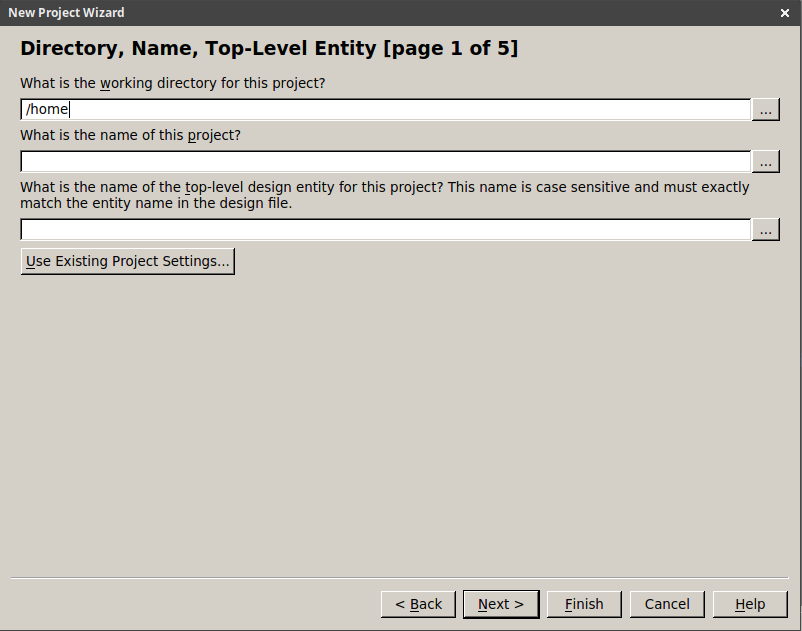 New Project Wizard
Directory, Name, Top-Level Entity [page 1 of 5]
What is the working directory for this project?
/home
...
What is the name of this project?
...
What is the name of the top-level design entity for this project? This name is case sensitive and must exactly
match the entity name in the design file.
...
Use Existing Project Settings...
< Back Next > Finish Cancel Help